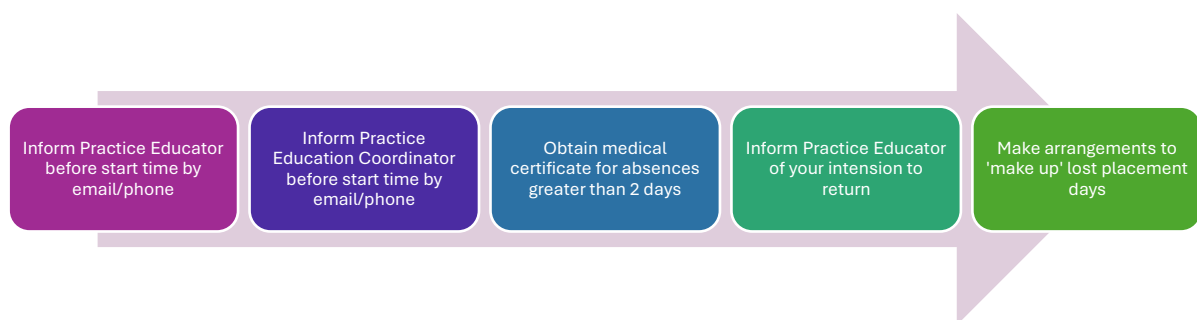 Inform Practice Educator
before start time by
email/phone
Inform Practice
Education Coordinator
before start time by
email/phone
Obtain medical
certificate for absences
greater than 2 days
Inform Practice Educator
of your intension to
return
Make arrangements to
'make up' lost placement
days